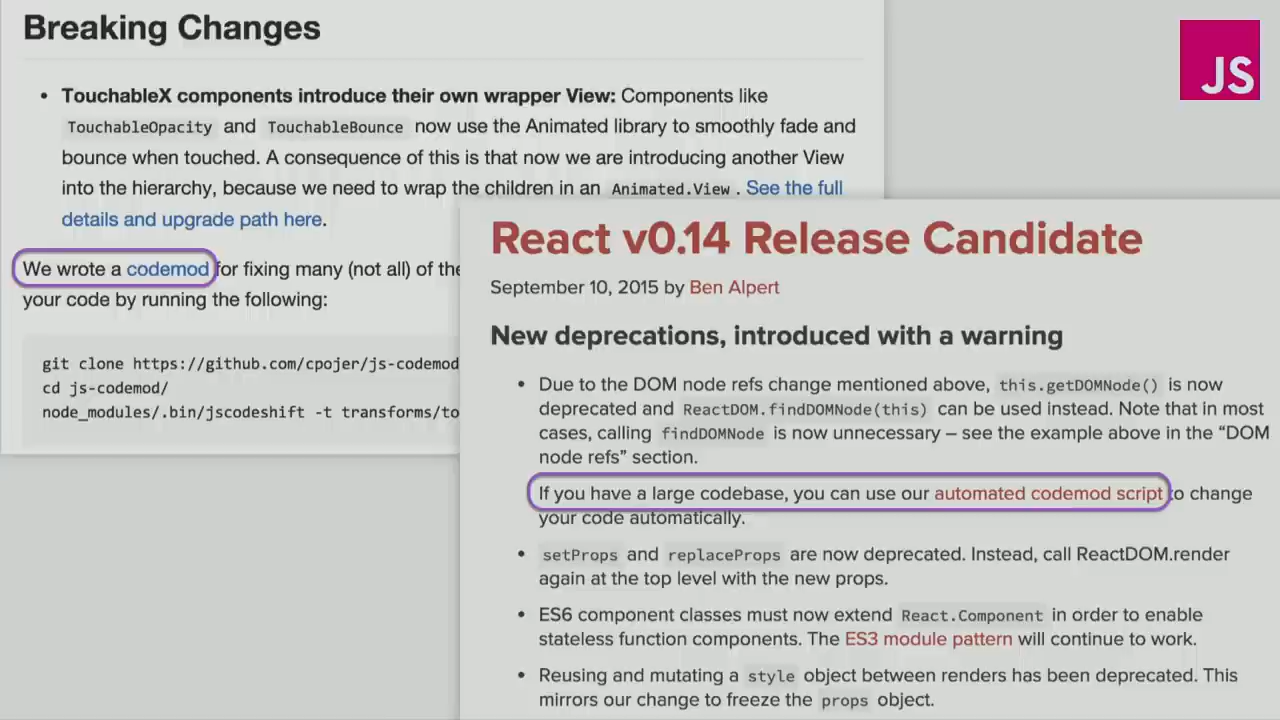 Breaking Changes
• TouchableX components introduce their own wrapper View: Components like
TouchableOpacity and TouchableBounce now use the Animated library to smoothly fade and
bounce when touched. A consequence of this is that now we are introducing another View
into the hierarchy, because we need to wrap the children in an Animated.View. See the full
details and upgrade path here.
We wrote a codemod for fixing many (not all) of the
your code by running the following:
git clone https://github.com/cpojer/js-codemod
cd js-codemod/
node_modules/.bin/jscodeshift -t transforms/to
JS
React v0.14 Release Candidate
September 10, 2015 by Ben Alpert
New deprecations, introduced with a warning
• Due to the DOM node refs change mentioned above, this.getDOMNode() is now
deprecated and ReactDOM.findDOMNode(this) can be used instead. Note that in most
cases, calling findDOMNode is now unnecessary – see the example above in the “DOM
node refs” section.
If you have a large codebase, you can use our automated codemod script to change
your code automatically.
• setProps and replaceProps are now deprecated. Instead, call ReactDOM.render
again at the top level with the new props.
• ES6 component classes must now extend React.Component in order to enable
stateless function components. The ES3 module pattern will continue to work.
• Reusing and mutating a style object between renders has been deprecated. This
mirrors our change to freeze the props object.